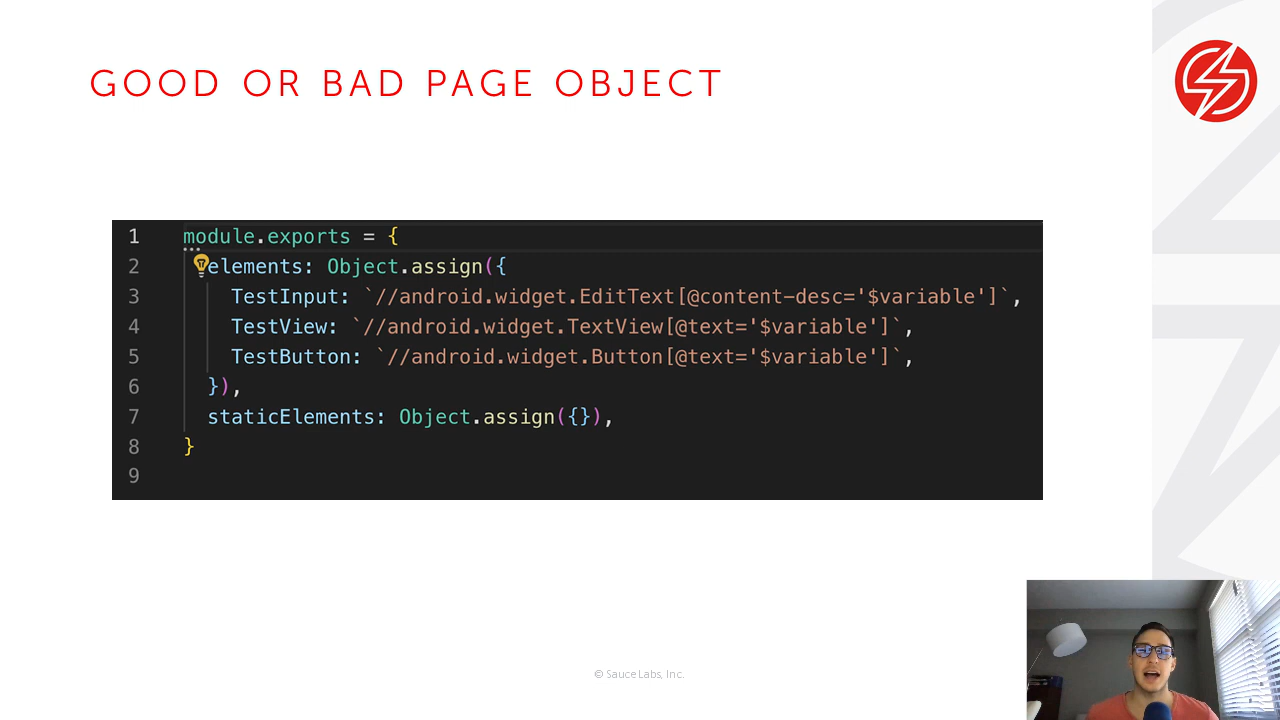 GOOD OR BAD PAGE OBJECT
1 module.exports = {
2 elements: Object.assign({
3 TestInput: `//android.widget.EditText[@content-desc='$variable']`,
4 TestView: `//android.widget.TextView[@text='$variable']`,
5 TestButton: `//android.widget.Button[@text='$variable']`,
6 }),
7 staticElements: Object.assign({}),
8 }
9
© Sauce Labs, Inc.